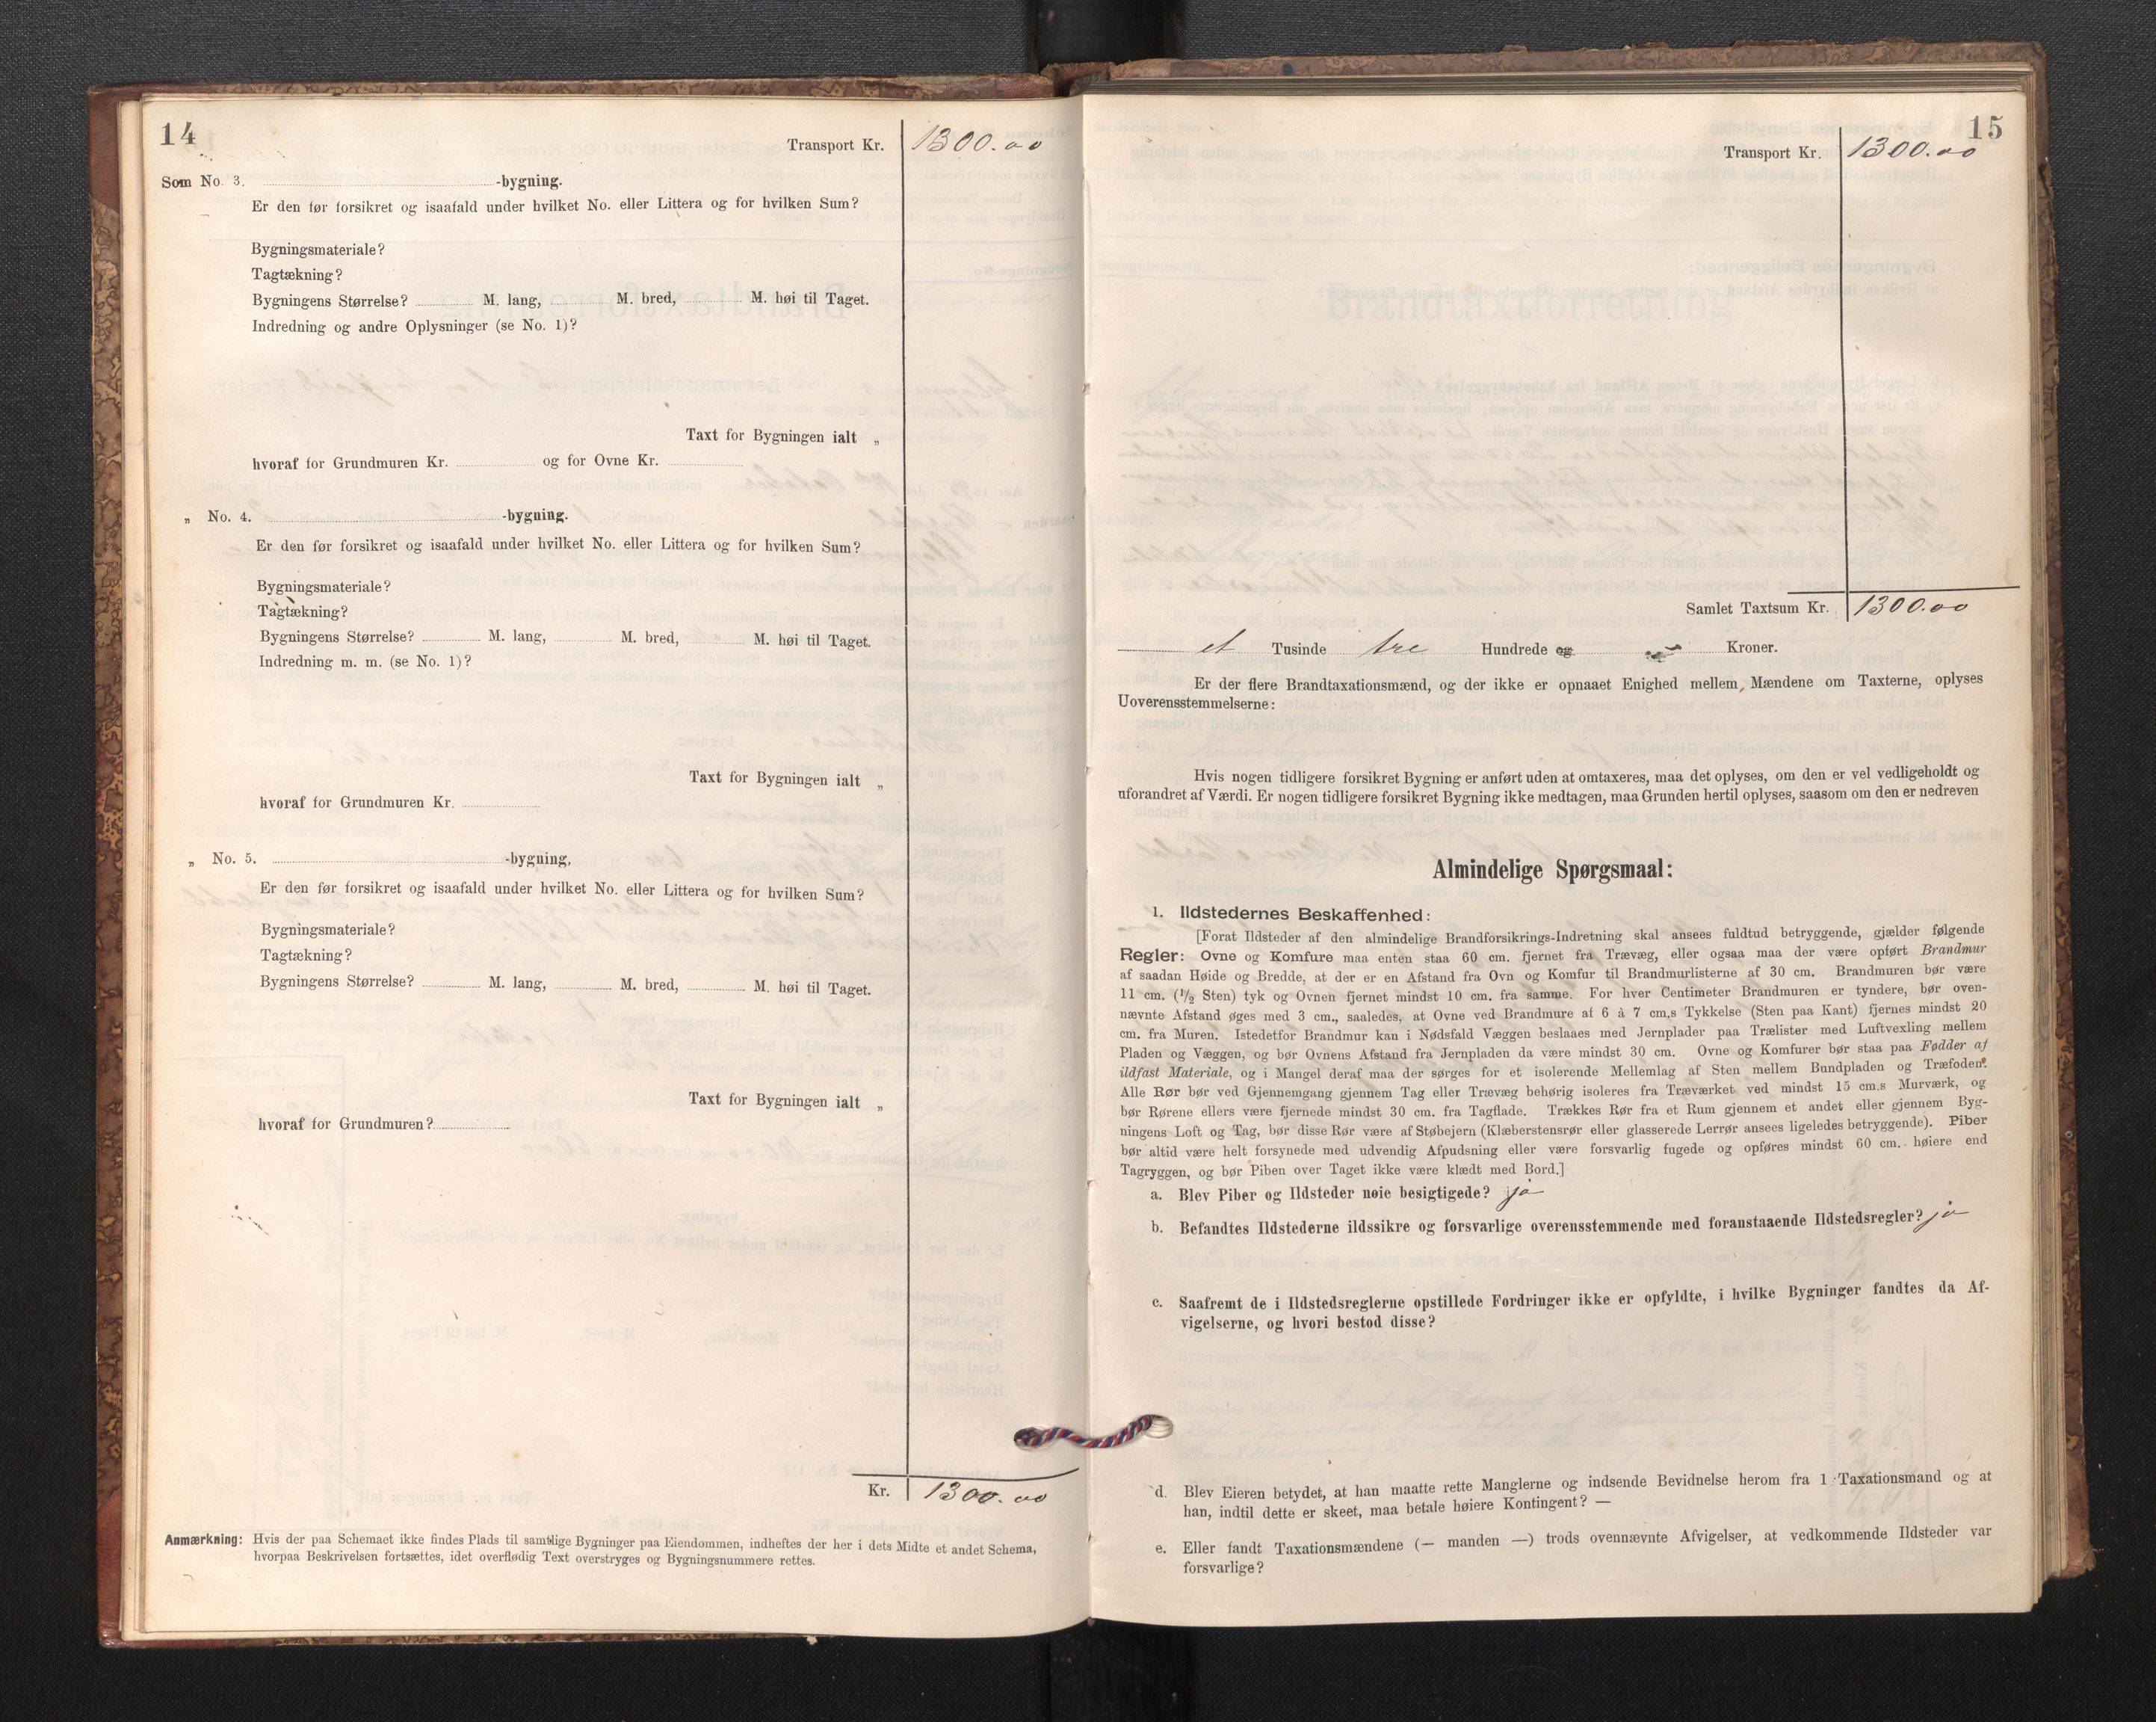 14
Transport Kr. 1300.00
Som No. 3. -bygning.
Er den før forsikret og isaafald under hvilket No. eller Littera og for hvilken Sum?
Bygningsmateriale?
Tagtækning?
Bygningens Størrelse? M. lang, M. bred, M. høi til Taget.
Indredning og andre Oplysninger (se No. 1)?
Taxt for Bygningen ialt „
hvoraf for Grundmuren Kr. og for Ovne Kr.
„ No. 4. -bygning.
Er den før forsikret og isaafald under hvilket No. eller Littera og for hvilken Sum?
Bygningsmateriale?
Tagtækning?
Bygningens Størrelse? M. lang, M. bred, M. høi til Taget.
Indredning m. m. (se No. 1)?
Taxt for Bygningen ialt „
hvoraf for Grundmuren Kr.
„ No. 5. -bygning,
Er den før forsikret og isaafald under hvilket No. eller Littera og for hvilken Sum?
Bygningsmateriale?
Tagtækning?
Bygningens Størrelse? M. lang, M. bred, M. høi til Taget.
Taxt for Bygningen ialt „
hvoraf for Grundmuren?
Kr. 1300.00
Anmærkning: Hvis der paa Schemaet ikke findes Plads til samtlige Bygninger paa Eiendommen, indheftes der her i dets Midte et andet Schema,
hvorpaa Beskrivelsen fortsættes, idet overflødig Text overstryges og Bygningsnummere rettes.
15
Transport Kr. 1300.00
Samlet Taxtsum Kr. 1300.00
et Tusinde tre Hundrede og Kroner.
Er der flere Brandtaxationsmænd, og der ikke er opnaaet Enighed mellem Mændene om Taxterne, oplyses
Uoverensstemmelserne:
Hvis nogen tidligere forsikret Bygning er anført uden at omtaxeres, maa det oplyses, om den er vel vedligeholdt og
uforandret af Værdi. Er nogen tidligere forsikret Bygning ikke medtagen, maa Grunden hertil oplyses, saasom om den er nedreven
Almindelige Spørgsmaal:
1. Ildstedernes Beskaffenhed:
[Forat Ildsteder af den almindelige Brandforsikrings-Indretning skal ansees fuldtud betryggende, gjælder følgende
Regler: Ovne og Komfure maa enten staa 60 cm. fjernet fra Trævæg, eller ogsaa maa der være opført Brandmur
af saadan Høide og Bredde, at der er en Afstand fra Ovn og Komfur til Brandmurlisterne af 30 cm. Brandmuren bør være
11 cm. (1/2 Sten) tyk og Ovnen fjernet mindst 10 cm. fra samme. For hver Centimeter Brandmuren er tyndere, bør oven-
nævnte Afstand øges med 3 cm., saaledes, at Ovne ved Brandmure af 6 à 7 cm.s Tykkelse (Sten paa Kant) fjernes mindst 20
cm. fra Muren. Istedetfor Brandmur kan i Nødsfald Væggen beslaaes med Jernplader paa Trælister med Luftvexling mellem
Pladen og Væggen, og bør Ovnens Afstand fra Jernpladen da være mindst 30 cm. Ovne og Komfurer bør staa paa Fødder af
ildfast Materiale, og i Mangel deraf maa der sørges for et isolerende Mellemlag af Sten mellem Bundpladen og Træfoden.
Alle Rør bør ved Gjennemgang gjennem Tag eller Trævæg behørig isoleres fra Træværket ved mindst 15 cm.s Murværk, og
bør Rørene ellers være fjernede mindst 30 cm. fra Tagflade. Trækkes Rør fra et Rum gjennem et andet eller gjennem Byg-
ningens Loft og Tag, bør disse Rør være af Støbejern (Klæberstensrør eller glasserede Lerrør ansees ligeledes betryggende). Piber
bør altid være helt forsynede med udvendig Afpudsning eller være forsvarlig fugede og opføres mindst 60 cm. høiere end
Tagryggen, og bør Piben over Taget ikke være klædt med Bord.]
a. Blev Piber og Ildsteder nøie besigtigede? ja
b. Befandtes Ildstederne ildssikre og forsvarlige overensstemmende med foranstaaende Ildstedsregler? ja
c. Saafremt de i Ildstedsreglerne opstillede Fordringer ikke er opfyldte, i hvilke Bygninger fandtes da Af-
vigelserne, og hvori bestod disse?
d. Blev Eieren betydet, at han maatte rette Manglerne og indsende Bevidnelse herom fra 1 Taxationsmand og at
han, indtil dette er skeet, maa betale høiere Kontingent? —
e. Eller fandt Taxationsmændene (— manden —) trods ovennævnte Afvigelser, at vedkommende Ildsteder var
forsvarlige?